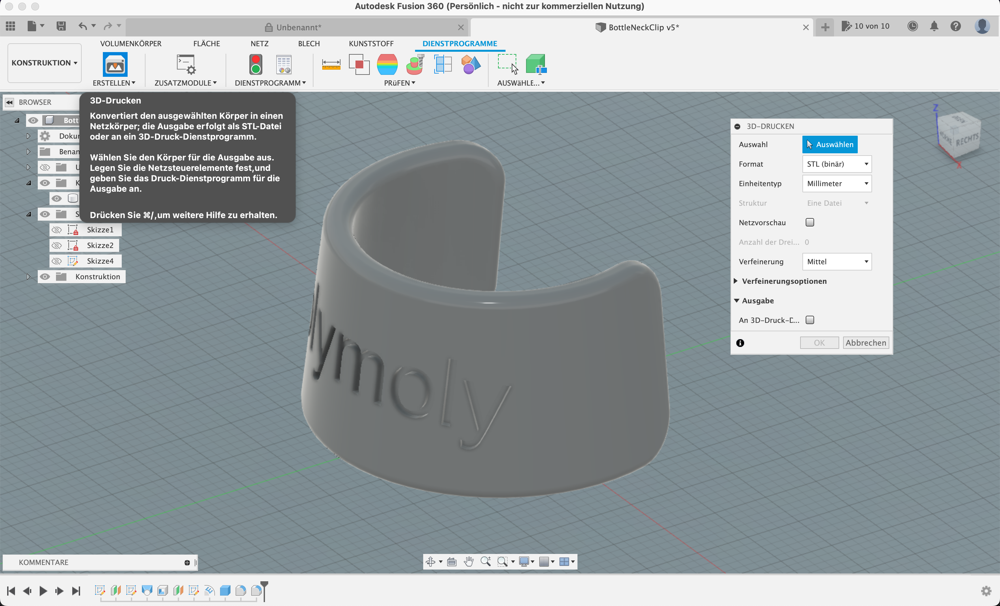 Autodesk Fusion 360 (Persönlich - nicht zur kommerziellen Nutzung)
Unbenannt*
BottleNeckClip v5*
10 von 10
KONSTRUKTION
VOLUMENKÖRPER
FLÄCHE
NETZ
BLECH
KUNSTSTOFF
DIENSTPROGRAMME
ERSTELLEN
ZUSATZMODULE
DIENSTPROGRAMM
PRüFEN
AUSWäHLE...
BROWSER
Bott
Dokur
Benan
U
K
S
Skizze1
Skizze2
Skizze4
Konstruktion
3D-Drucken
Konvertiert den ausgewählten Körper in einen
Netzkörper; die Ausgabe erfolgt als STL-Datei
oder an ein 3D-Druck-Dienstprogramm.
Wählen Sie den Körper für die Ausgabe aus.
Legen Sie die Netzsteuerelemente fest,und
geben Sie das Druck-Dienstprogramm für die
Ausgabe an.
Drücken Sie ⌘/,um weitere Hilfe zu erhalten.
ymoly
Z
X
RECHTS
3D-DRUCKEN
Auswahl Auswählen
Format STL (binär)
Einheitentyp Millimeter
Struktur Eine Datei
Netzvorschau
Anzahl der Drei... 0
Verfeinerung Mittel
Verfeinerungsoptionen
Ausgabe
An 3D-Druck-D...
OK Abbrechen
KOMMENTARE